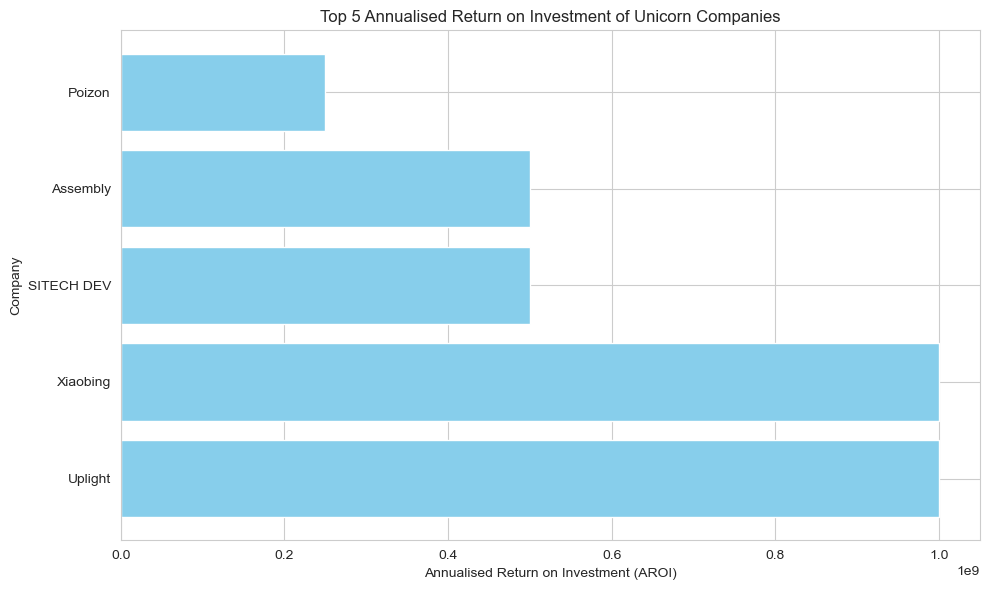 Top 5 Annualised Return on Investment of Unicorn Companies
Company
Poizon
Assembly
SITECH DEV
Xiaobing
Uplight
0.0 0.2 0.4 0.6 0.8 1.0
1e9
Annualised Return on Investment (AROI)